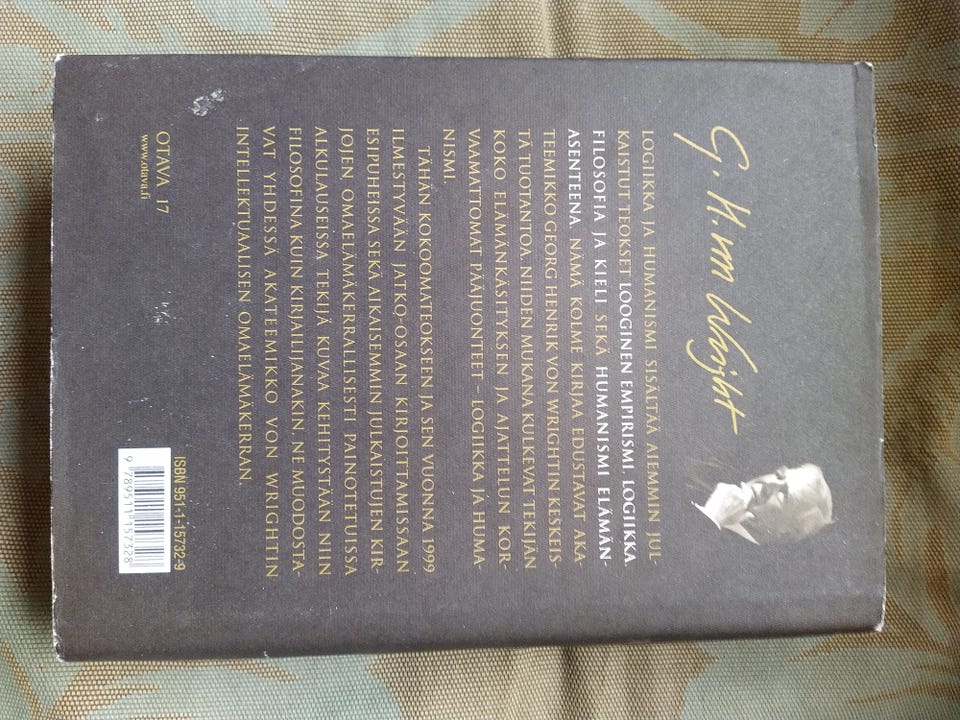 G. H. von Wright
LOGIIKKA JA HUMANISMI SISÄLTÄÄ AIEMMIN JUL-
KAISTUT TEOKSET LOOGINEN EMPIRISMI, LOGIIKKA,
FILOSOFIA JA KIELI SEKÄ HUMANISMI ELÄMÄN-
ASENTEENA. NÄMÄ KOLME KIRJAA EDUSTAVAT AKA-
TEEMIKKO GEORG HENRIK VON WRIGHTIN KESKEIS-
TÄ TUOTANTOA. NIIDEN MUKANA KULKEVAT TEKIJÄN
KOKO ELÄMÄNKÄSITYKSEN JA AJATTELUN KOR-
VAAMATTOMAT PÄÄJUONTEET – LOGIIKKA JA HUMA-
NISMI.
TÄHÄN KOKOOMATEOKSEEN JA SEN VUONNA 1999
ILMESTYVÄÄN JATKO-OSAAN KIRJOITTAMISSAAN
ESIPUHEISSA SEKÄ AIKAISEMMIN JULKAISTUJEN KIR-
JOJEN OMAELÄMÄKERRALLISESTI PAINOTETUISSA
ALKULAUSEISSA TEKIJÄ KUVAA KEHITYSTÄÄN NIIN
FILOSOFINA KUIN KIRJAILIJANAKIN. NE MUODOSTA-
VAT YHDESSÄ AKATEEMIKKO VON WRIGHTIN
INTELLEKTUAALISEN OMAELÄMÄKERRAN.
OTAVA 17
www.otava.fi
ISBN 951-1-15732-9
9 789511 157328